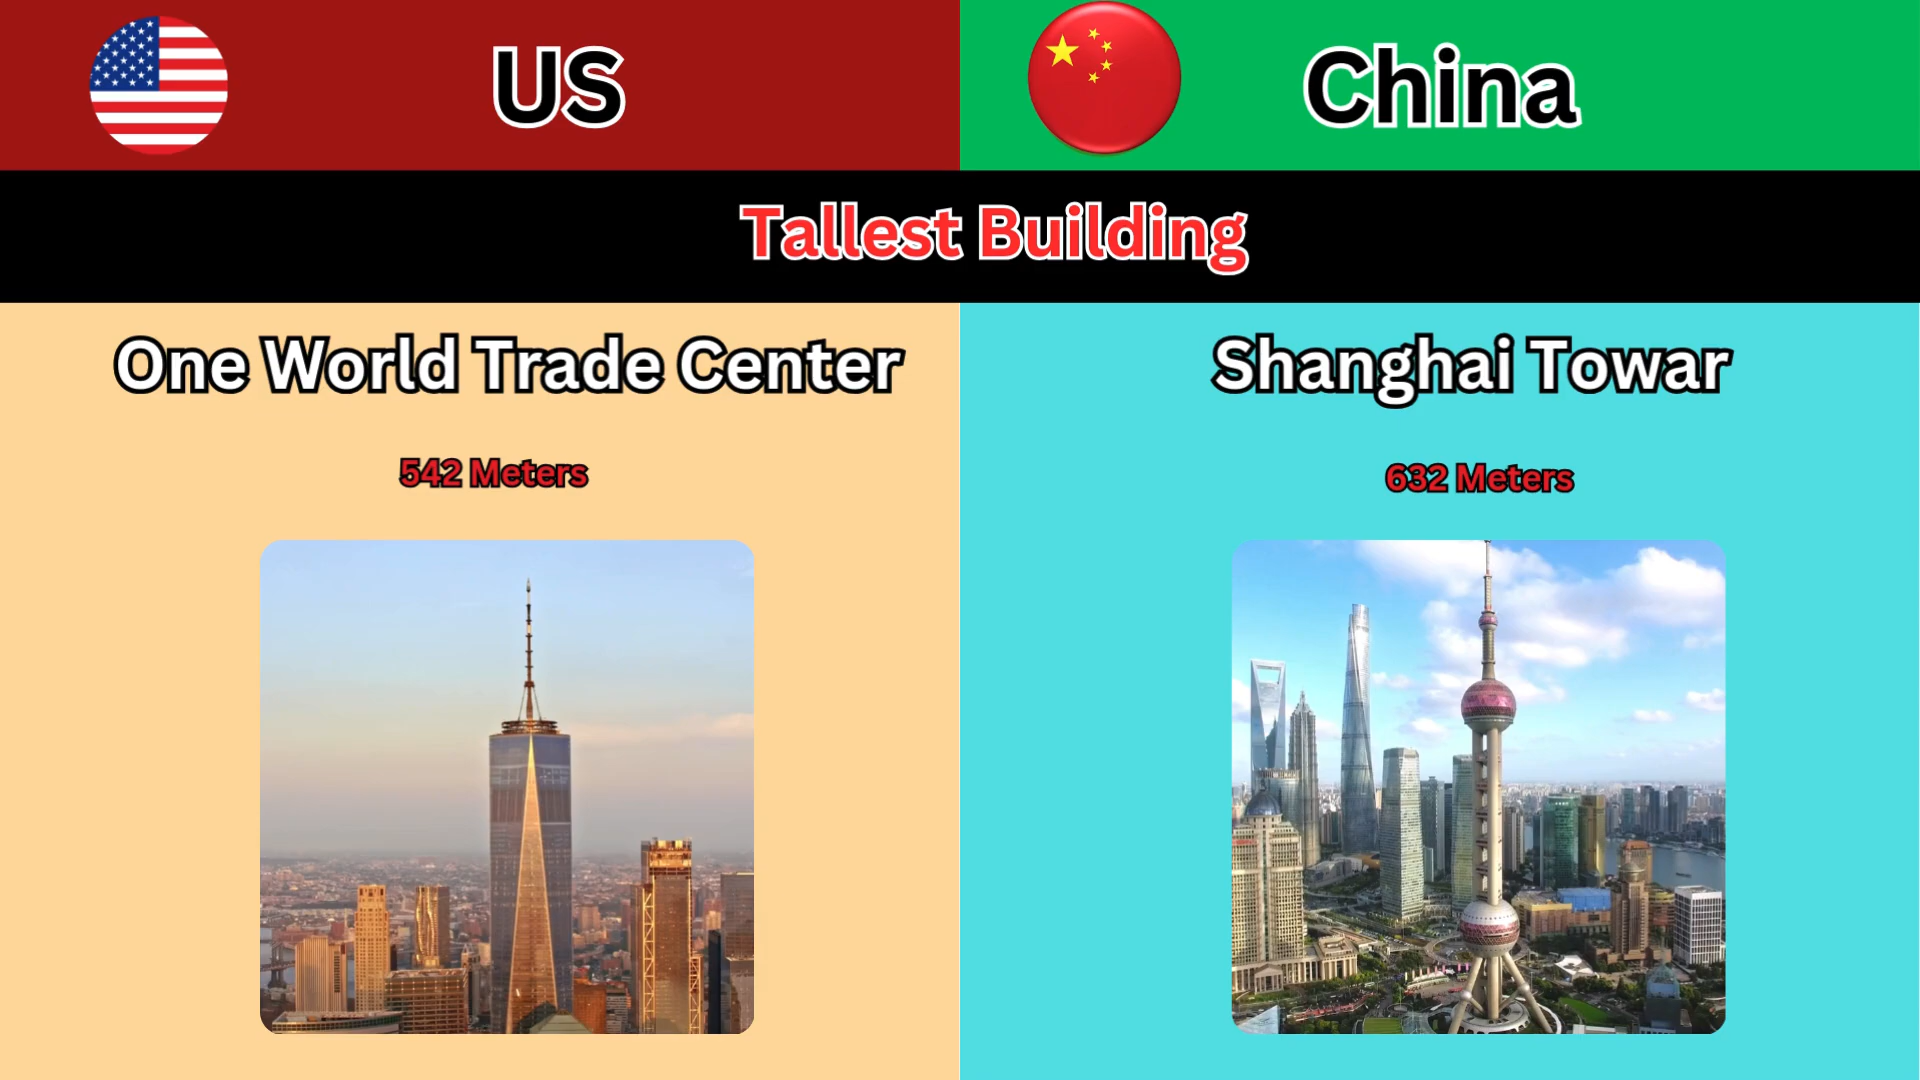 US
China
Tallest Building
One World Trade Center
Shanghai Towar
542 Meters
632 Meters